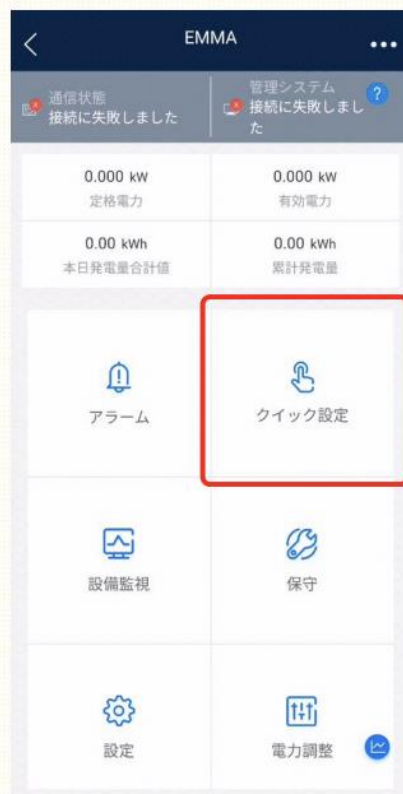 EMMA
通信状態
接続に失敗しました
管理システム
接続に失敗しまし
た
?
0.000 kW
定格電力
0.000 kW
有効電力
0.00 kWh
本日発電量合計値
0.00 kWh
累計発電量
アラーム
クイック設定
設備監視
保守
設定
電力調整